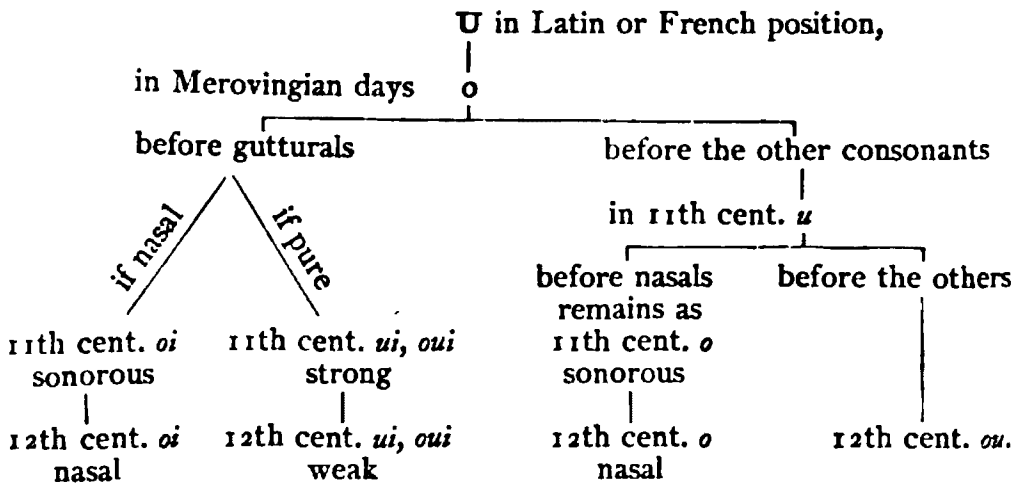 U in Latin or French position,
in Merovingian days o
before gutturals
before the other consonants
in 11th cent. u
if nasal
if pure
before nasals
remains as
11th cent. o
sonorous
before the others
11th cent. oi
sonorous
11th cent. ui, oui
strong
12th cent. oi
nasal
12th cent. ui, oui
weak
12th cent. o
nasal
12th cent. ou.